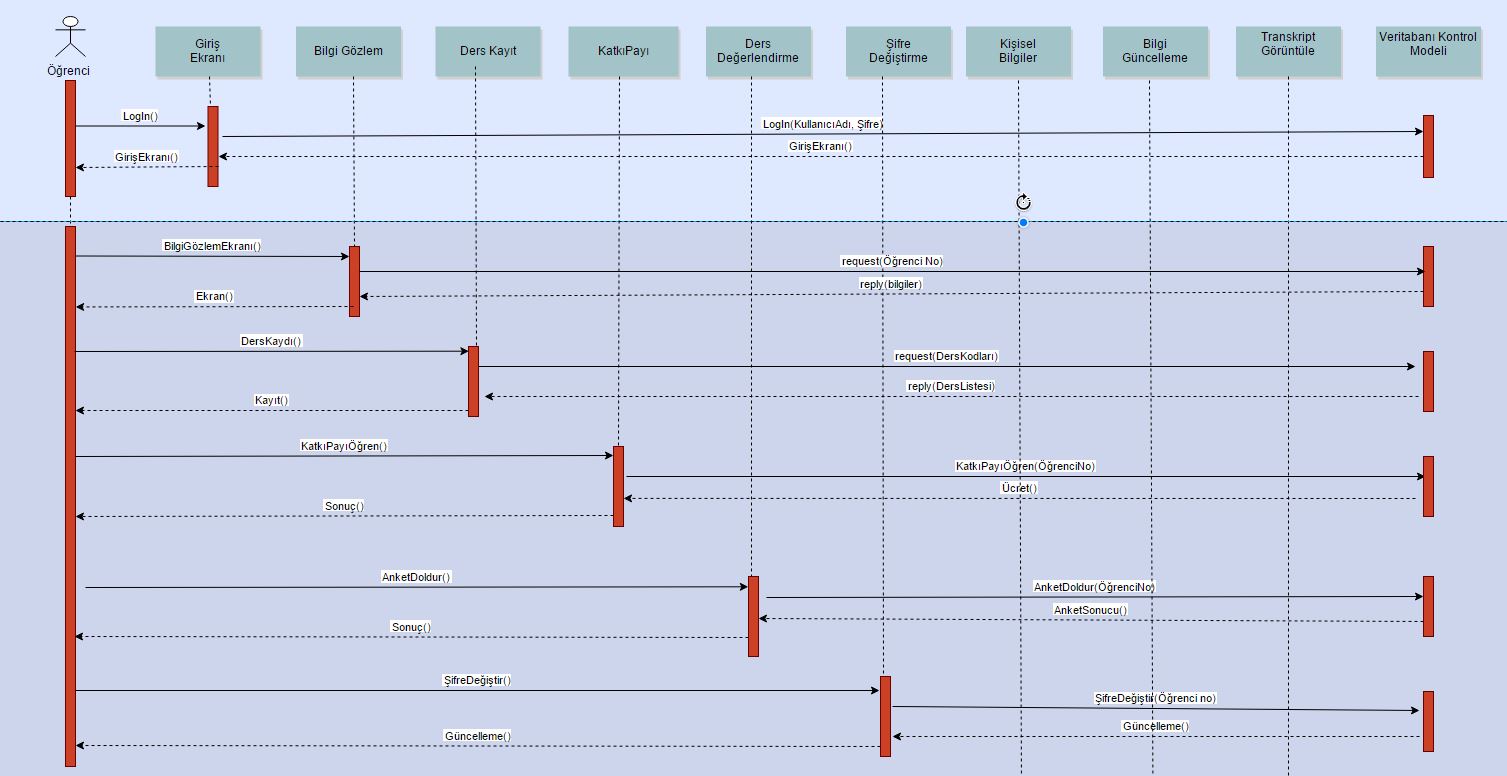 Öğrenci
Giriş
Ekranı
Bilgi Gözlem
Ders Kayıt
KatkıPayı
Ders
Değerlendirme
Şifre
Değiştirme
Kişisel
Bilgiler
Bilgi
Güncelleme
Transkript
Görüntüle
Veritabanı Kontrol
Modeli
LogIn()
LogIn(KullanıcıAdı, Şifre)
GirişEkranı()
GirişEkranı()
BilgiGözlemEkranı()
request(Öğrenci No)
reply(bilgiler)
Ekran()
DersKaydı()
request(DersKodları)
reply(DersListesi)
Kayıt()
KatkıPayıÖğren()
KatkıPayıÖğren(ÖğrenciNo)
Ücret()
Sonuç()
AnketDoldur()
AnketDoldur(ÖğrenciNo)
AnketSonucu()
Sonuç()
ŞifreDeğiştir()
ŞifreDeğiştir(Öğrenci no)
Güncelleme()
Güncelleme()